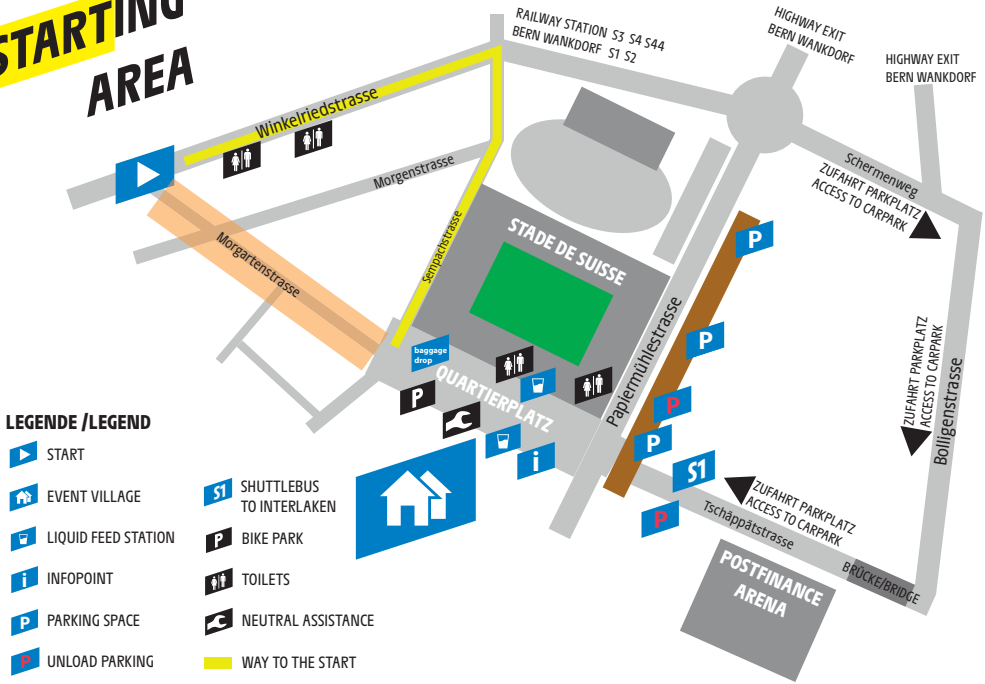 STARTING
AREA
RAILWAY STATION S3 S4 S44
BERN WANKDORF S1 S2
HIGHWAY EXIT
BERN WANKDORF
HIGHWAY EXIT
BERN WANKDORF
Winkelriedstrasse
Morgenstrasse
Schermenweg
ZUFAHRT PARKPLATZ
ACCESS TO CARPARK
Morgartenstrasse
Sempachstrasse
STADE DE SUISSE
P
Papiermühlestrasse
P
ZUFAHRT PARKPLATZ
ACCESS TO CARPARK
Bolligenstrasse
baggage
drop
QUARTIERPLATZ
P
P
P
i
S1
P
ZUFAHRT PARKPLATZ
ACCESS TO CARPARK
Tschäppätstrasse
BRÜCKE/BRIDGE
POSTFINANCE
ARENA
LEGENDE /LEGEND
START
EVENT VILLAGE
LIQUID FEED STATION
i INFOPOINT
P PARKING SPACE
P UNLOAD PARKING
S1 SHUTTLEBUS
TO INTERLAKEN
P BIKE PARK
TOILETS
NEUTRAL ASSISTANCE
WAY TO THE START